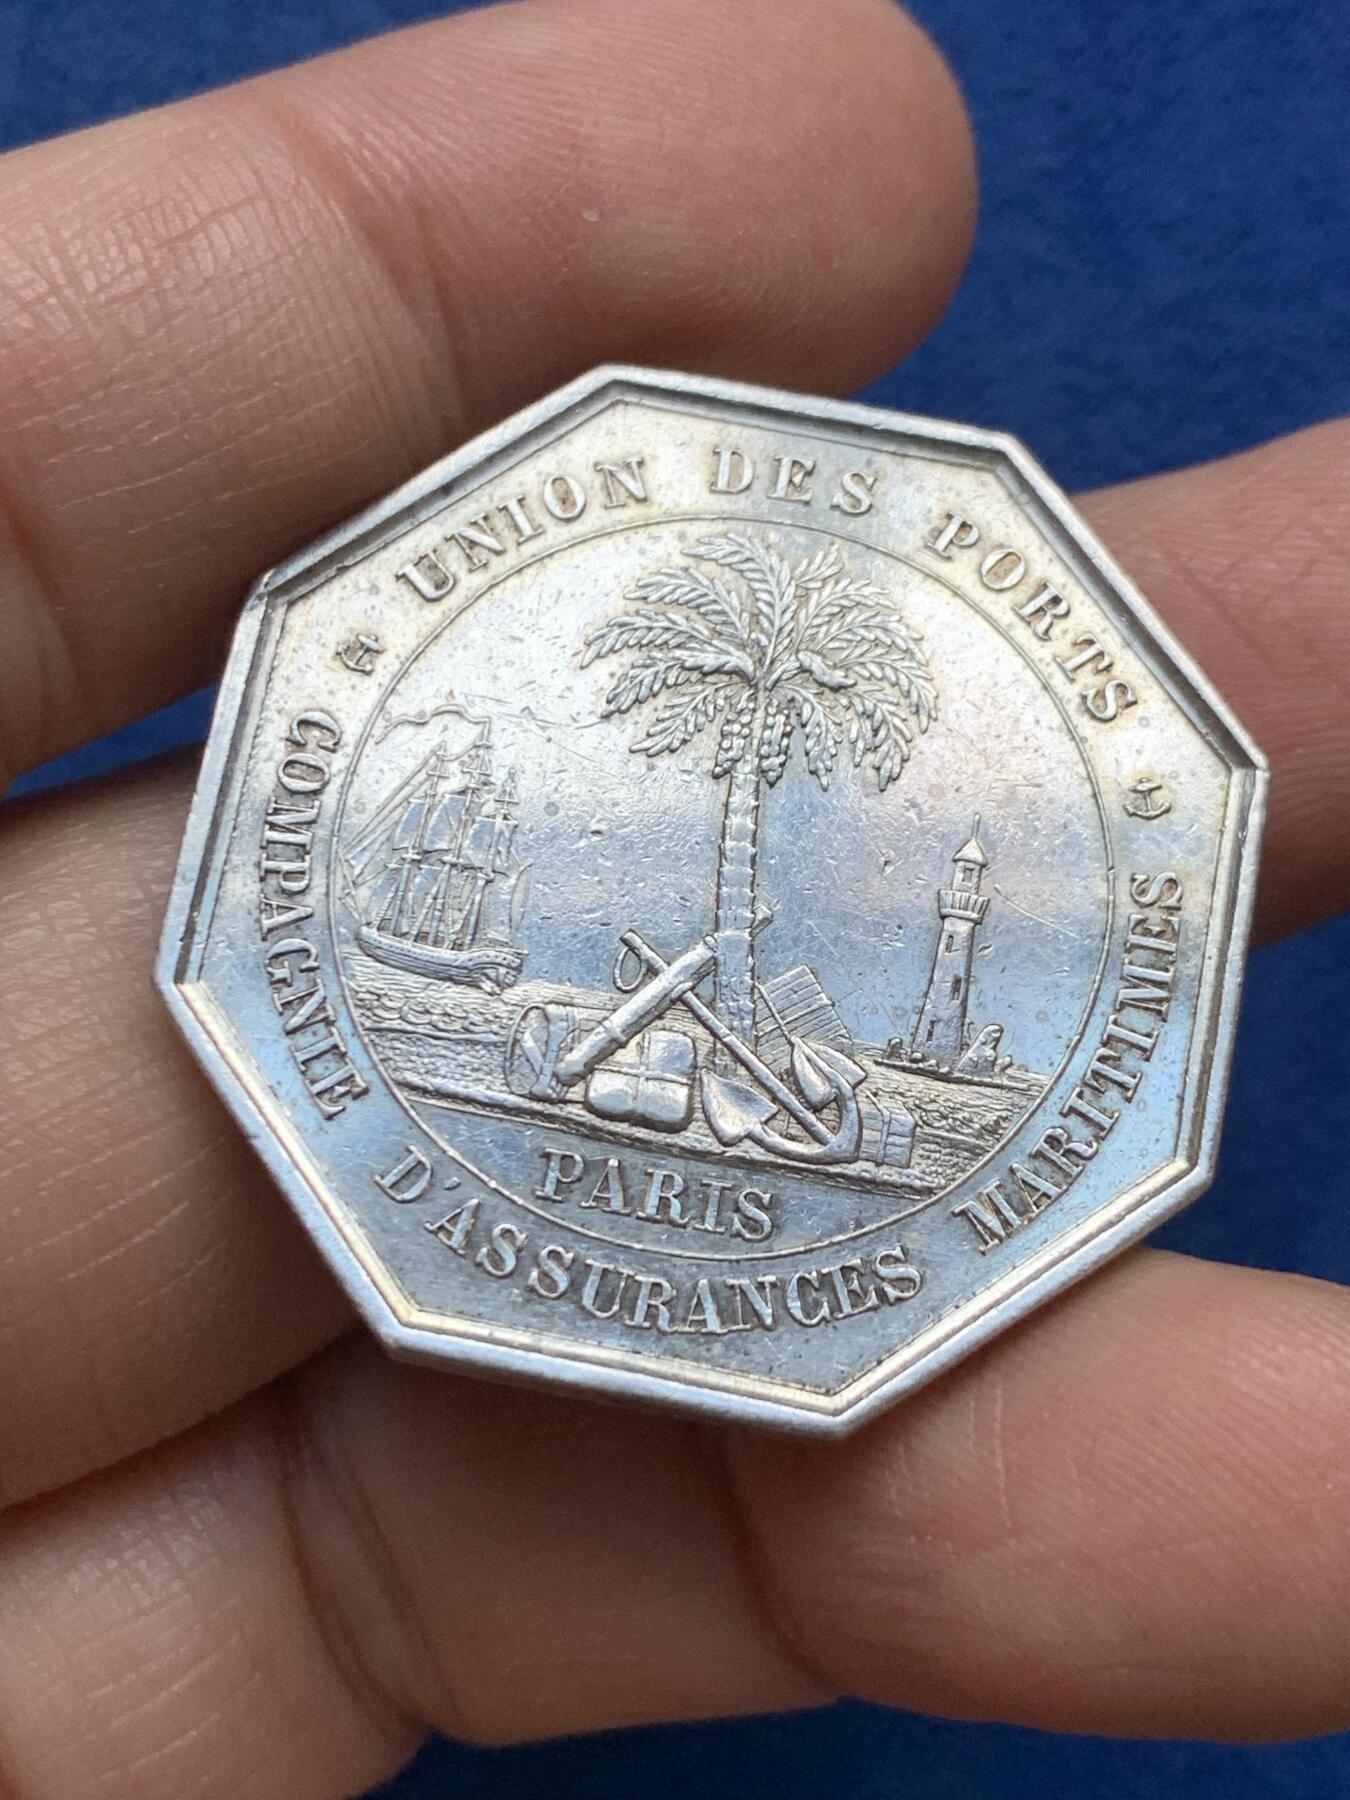 UNION DES PORTS
COMPAGNIE D'ASSURANCES MARITIMES
PARIS